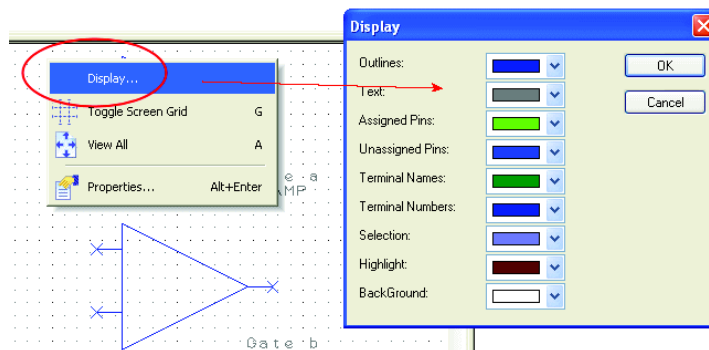 Display...
Toggle Screen Grid G
View All A
Properties... Alt+Enter
e a
AMP
Gate b
Display
Outlines:
Text:
Assigned Pins:
Unassigned Pins:
Terminal Names:
Terminal Numbers:
Selection:
Highlight:
BackGround:
OK
Cancel